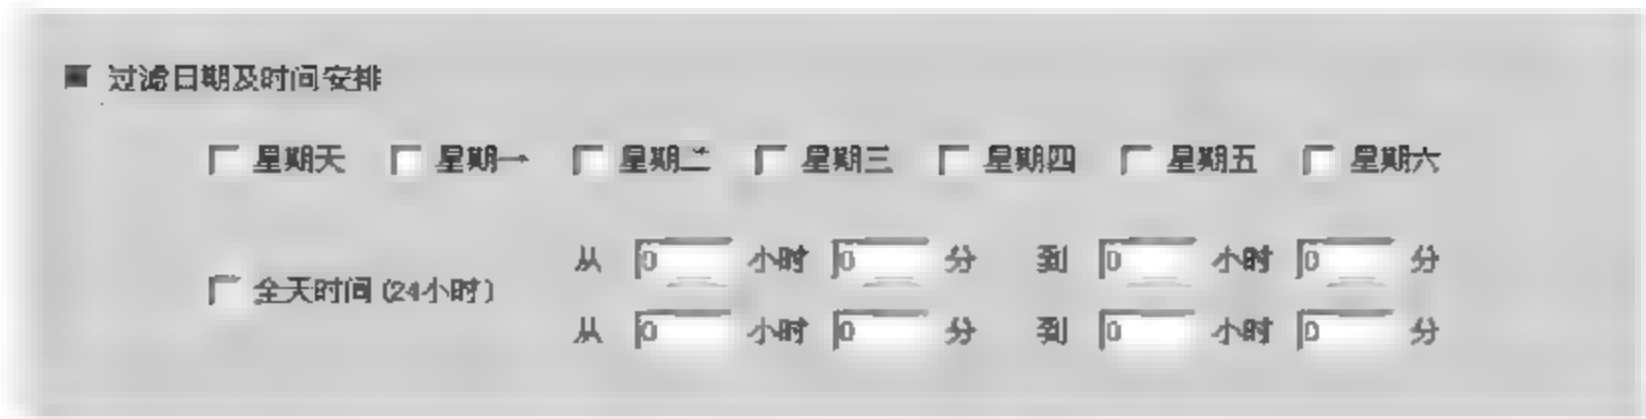 过滤日期及时间安排
星期天 星期一 星期二 星期三 星期四 星期五 星期六
从 0 小时 0 分 到 0 小时 0 分
全天时间 (24小时)
从 0 小时 0 分 到 0 小时 0 分